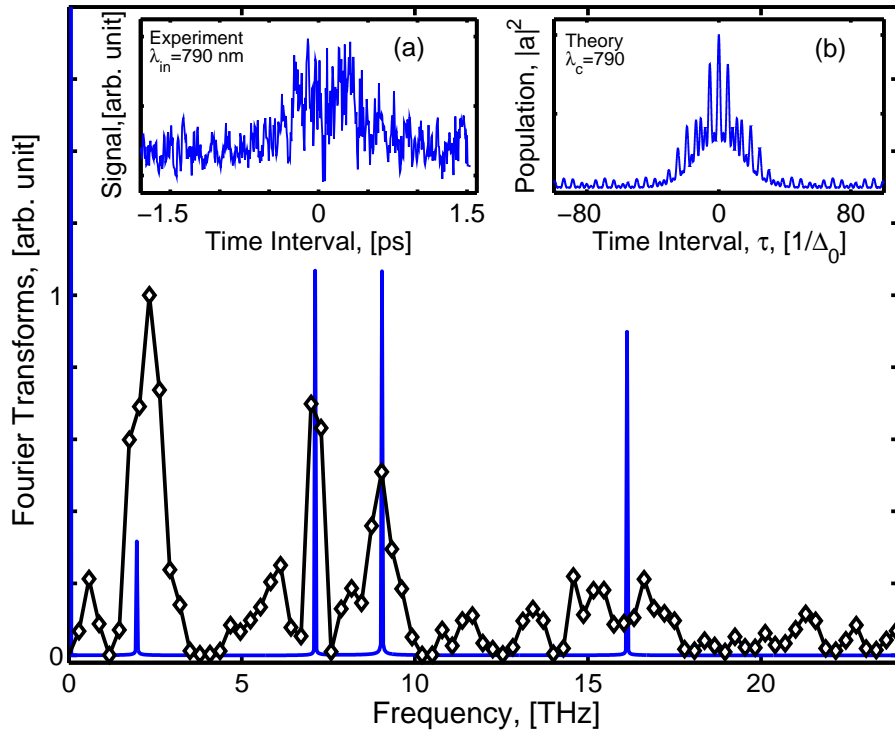 Experiment
λin=790 nm
(a)
Signal,[arb. unit]
−1.5
0
1.5
Time Interval, [ps]
Theory
λc=790
(b)
Population, |a|2
−80
0
80
Time Interval, τ, [1/Δ0]
Fourier Transforms, [arb. unit]
1
0
0
5
10
15
20
Frequency, [THz]